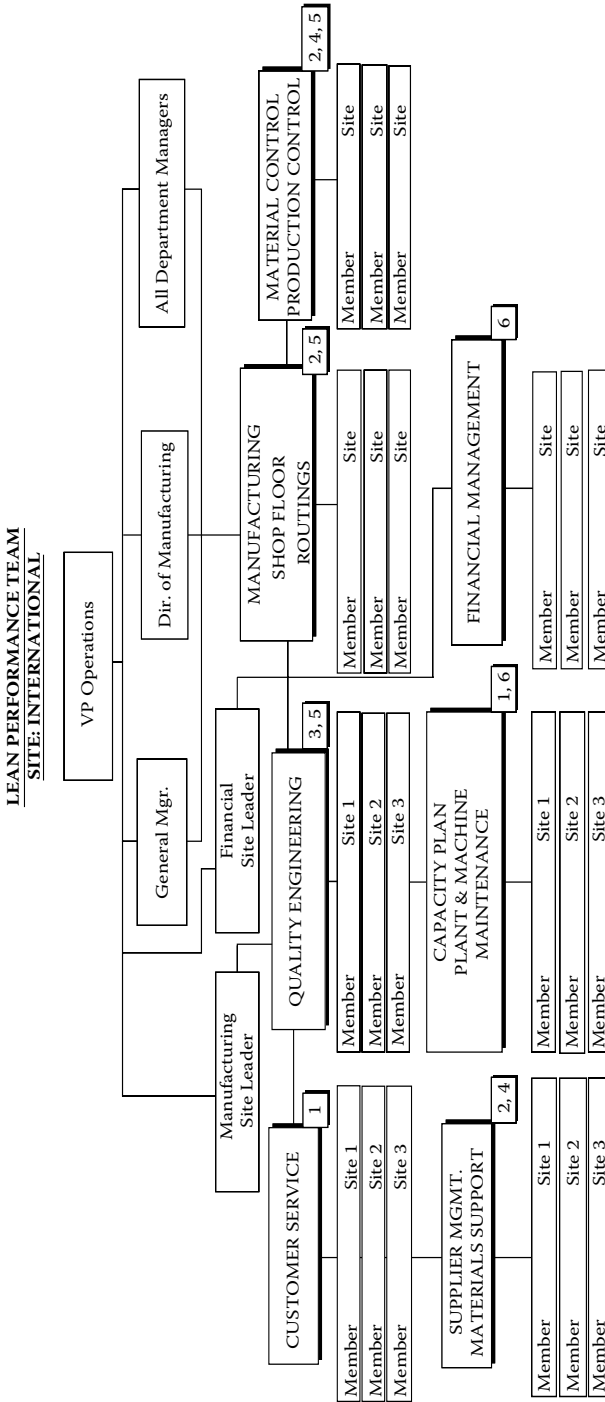 LEAN PERFORMANCE TEAM
SITE: INTERNATIONAL
VP Operations
General Mgr.
Dir. of Manufacturing
All Department Managers
Manufacturing
Site Leader
Financial
Site Leader
CUSTOMER SERVICE
1
Member Site 1
Member Site 2
Member Site 3
QUALITY ENGINEERING
3, 5
Member Site 1
Member Site 2
Member Site 3
MANUFACTURING
SHOP FLOOR
ROUTINGS
2, 5
Member Site
Member Site
Member Site
MATERIAL CONTROL
PRODUCTION CONTROL
2, 4, 5
Member Site
Member Site
Member Site
SUPPLIER MGMT.
MATERIALS SUPPORT
2, 4
Member Site 1
Member Site 2
Member Site 3
CAPACITY PLAN
PLANT & MACHINE
MAINTENANCE
1, 6
Member Site 1
Member Site 2
Member Site 3
FINANCIAL MANAGEMENT
6
Member Site
Member Site
Member Site